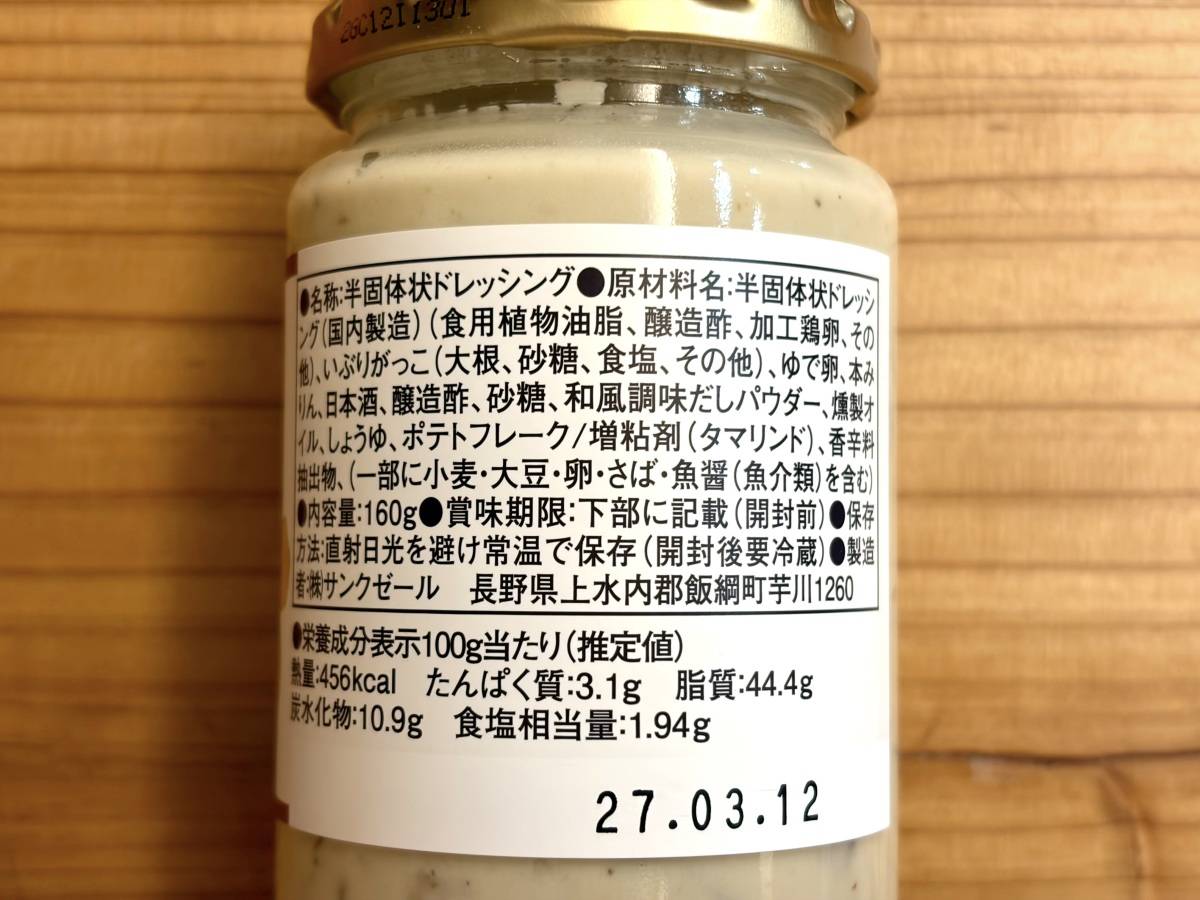 26C1211301
●名称:半固体状ドレッシング●原材料名:半固体状ドレッシ
ング(国内製造)(食用植物油脂、醸造酢、加工鶏卵、その
他)、いぶりがっこ(大根、砂糖、食塩、その他)、ゆで卵、本み
りん、日本酒、醸造酢、砂糖、和風調味だしパウダー、燻製オ
イル、しょうゆ、ポテトフレーク/増粘剤(タマリンド)、香辛料
抽出物、(一部に小麦・大豆・卵・さば・魚醤(魚介類)を含む)
●内容量:160g●賞味期限:下部に記載(開封前)●保存
方法:直射日光を避け常温で保存(開封後要冷蔵)●製造
者:㈱サンクゼール 長野県上水内郡飯綱町芋川1260
●栄養成分表示100g当たり(推定値)
熱量:456kcal たんぱく質:3.1g 脂質:44.4g
炭水化物:10.9g 食塩相当量:1.94g
27.03.12